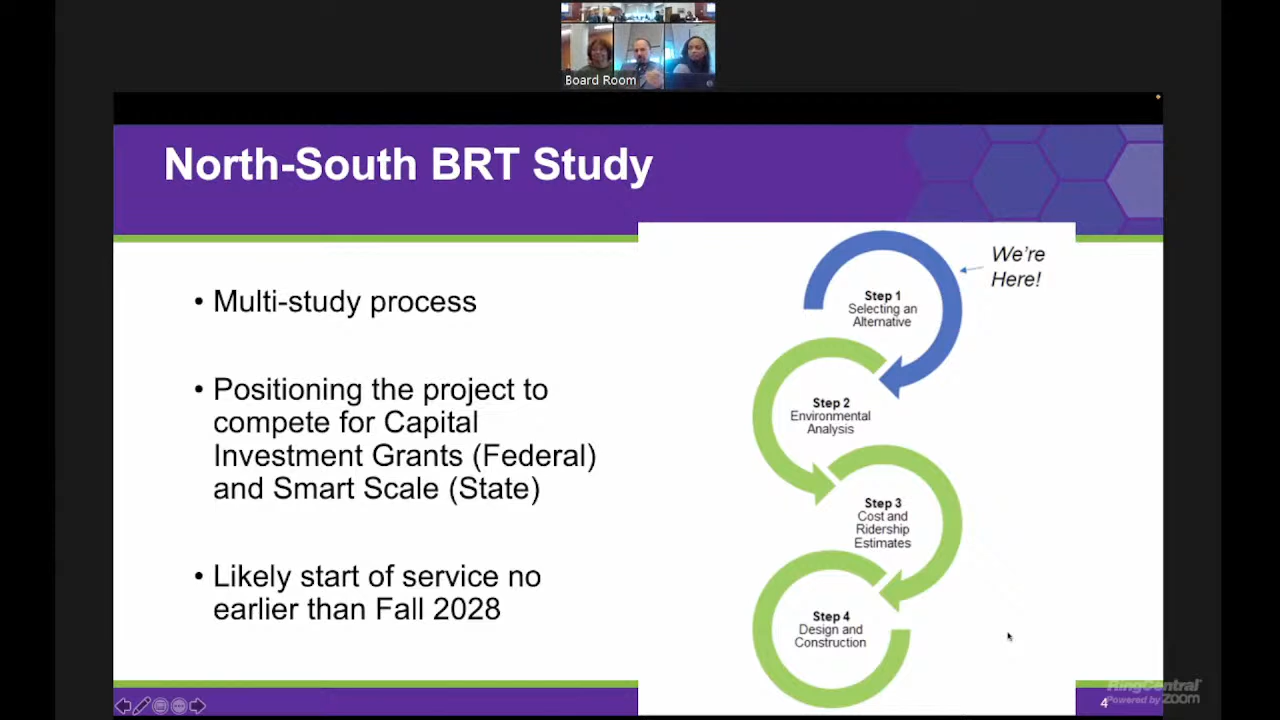 Board Room
North-South BRT Study
• Multi-study process
• Positioning the project to
compete for Capital
Investment Grants (Federal)
and Smart Scale (State)
• Likely start of service no
earlier than Fall 2028
We're
Here!
Step 1
Selecting an
Alternative
Step 2
Environmental
Analysis
Step 3
Cost and
Ridership
Estimates
Step 4
Design and
Construction
4
RingCentral
Powered by zoom